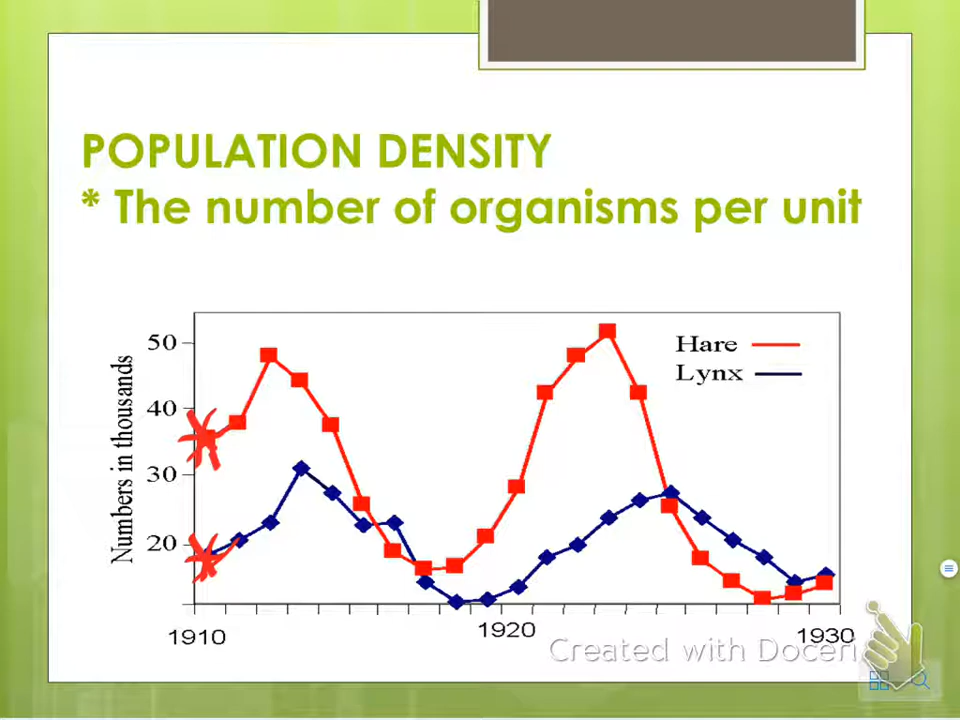 POPULATION DENSITY
* The number of organisms per unit
50
40
30
20
Numbers in thousands
Hare
Lynx
1910
1920
1930
Created with Doceri